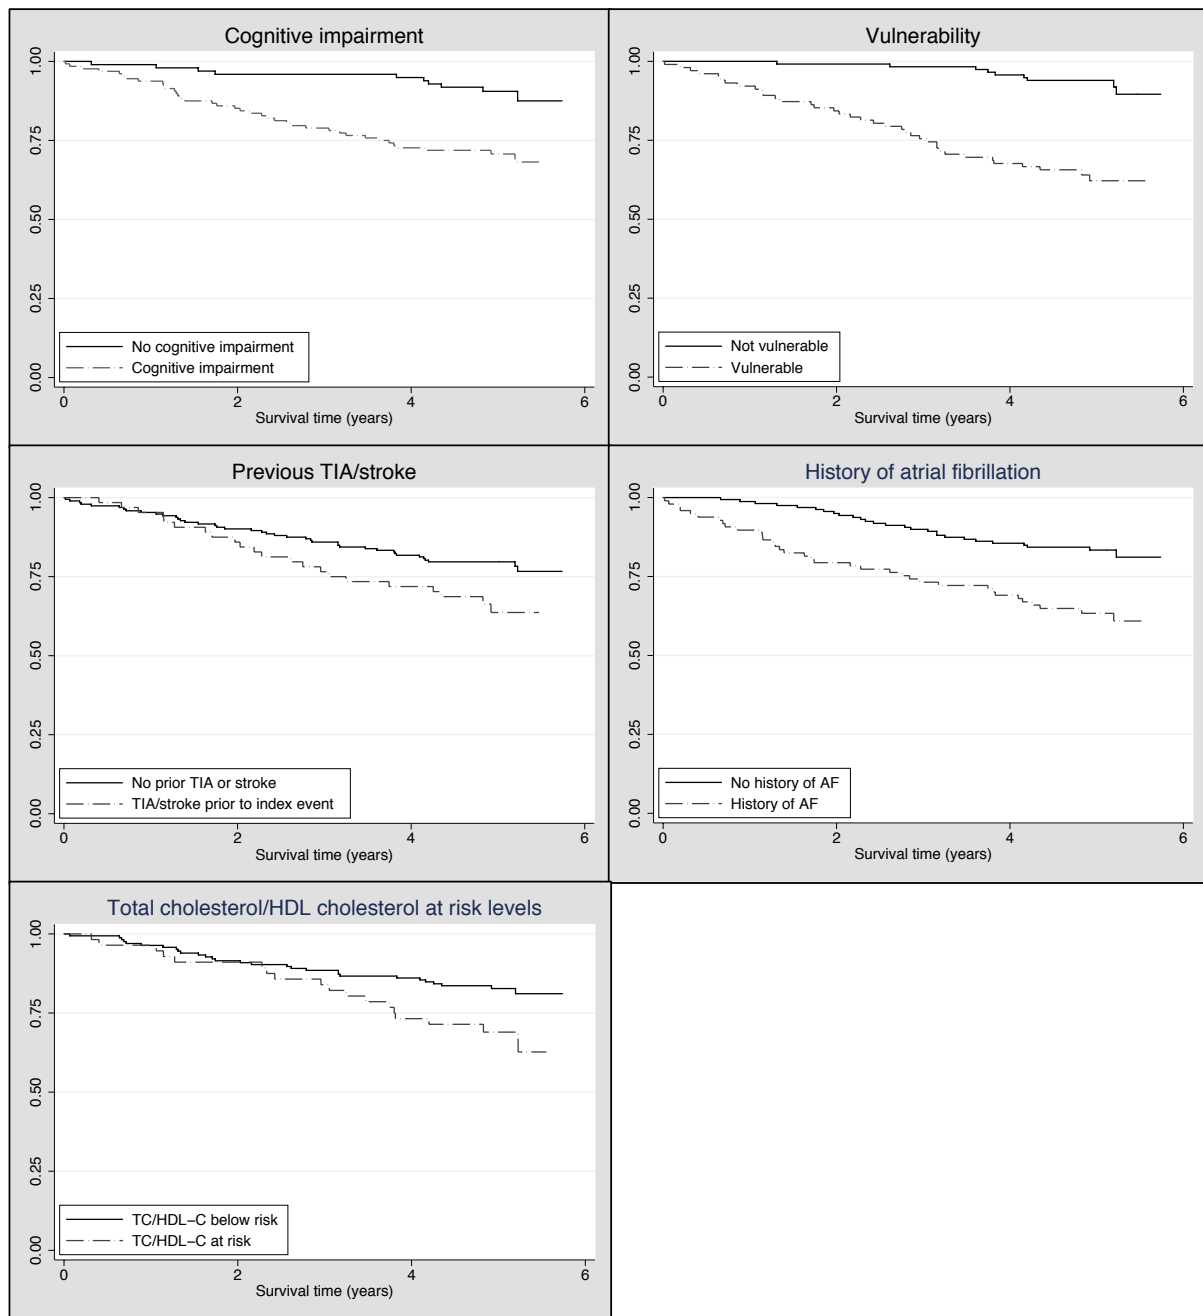 Cognitive impairment
1.00
0.75
0.50
0.25
0.00
No cognitive impairment
Cognitive impairment
0 2 4 6
Survival time (years)
Vulnerability
1.00
0.75
0.50
0.25
0.00
Not vulnerable
Vulnerable
0 2 4 6
Survival time (years)
Previous TIA/stroke
1.00
0.75
0.50
0.25
0.00
No prior TIA or stroke
TIA/stroke prior to index event
0 2 4 6
Survival time (years)
History of atrial fibrillation
1.00
0.75
0.50
0.25
0.00
No history of AF
History of AF
0 2 4 6
Survival time (years)
Total cholesterol/HDL cholesterol at risk levels
1.00
0.75
0.50
0.25
0.00
TC/HDL−C below risk
TC/HDL−C at risk
0 2 4 6
Survival time (years)